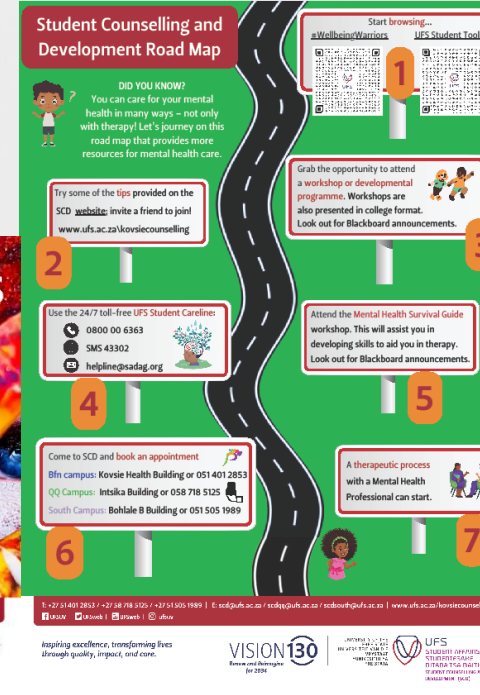 Student Counselling and
Development Road Map
DID YOU KNOW?
You can care for your mental
health in many ways – not only
with therapy! Let's journey on this
road map that provides more
resources for mental health care.
?
Start browsing...
#WellbeingWarriors UFS Student Tool
1
Try some of the tips provided on the
SCD website; invite a friend to join!
www.ufs.ac.za\kovsiecounselling
2
Grab the opportunity to attend
a workshop or developmental
programme. Workshops are
also presented in college format.
Look out for Blackboard announcements.
3
Use the 24/7 toll-free UFS Student Careline:
0800 00 6363
SMS 43302
helpline@sadag.org
4
Attend the Mental Health Survival Guide
workshop. This will assist you in
developing skills to aid you in therapy.
Look out for Blackboard announcements.
5
Come to SCD and book an appointment
Bfn campus: Kovsie Health Building or 051 401 2853
QQ Campus: Intsika Building or 058 718 5125
South Campus: Bohlale B Building or 051 505 1989
6
A therapeutic process
with a Mental Health
Professional can start.
7
T: +27 51 401 2853 / +27 58 718 5125 / +27 51 505 1989 | E: scd@ufs.ac.za / scdqq@ufs.ac.za / scdsouth@ufs.ac.za | www.ufs.ac.za/kovsiecounsel
UFSUV UFSweb UFSweb ufsuv
Inspiring excellence, transforming lives
through quality, impact, and care.
VISION 130
Renew and Reimagine
for 2034
UFS
STUDENT AFFAIRS